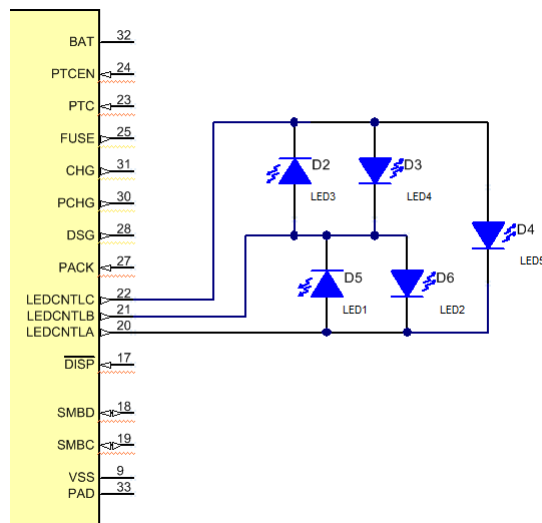 BAT 32
PTCEN 24
PTC 23
FUSE 25
CHG 31
PCHG 30
DSG 28
PACK 27
LEDCNTLC 22
LEDCNTLB 21
LEDCNTLA 20
DISP 17
SMBD 18
SMBC 19
VSS 9
PAD 33
D2
LED3
D3
LED4
D4
LED5
D5
LED1
D6
LED2